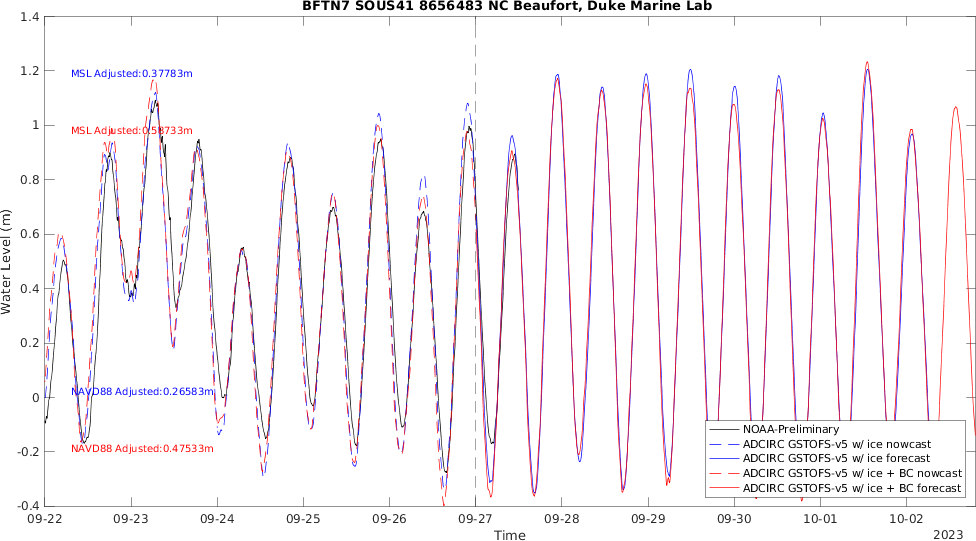 BFTN7 SOUS41 8656483 NC Beaufort, Duke Marine Lab
1.4
1.2
1
0.8
0.6
0.4
0.2
0
-0.2
-0.4
Water Level (m)
MSL Adjusted:0.37783m
MSL Adjusted:0.58733m
NAVD88 Adjusted:0.26583m
NAVD88 Adjusted:0.47533m
NOAA-Preliminary
ADCIRC GSTOFS-v5 w/ ice nowcast
ADCIRC GSTOFS-v5 w/ ice forecast
ADCIRC GSTOFS-v5 w/ ice + BC nowcast
ADCIRC GSTOFS-v5 w/ ice + BC forecast
09-22 09-23 09-24 09-25 09-26 09-27 09-28 09-29 09-30 10-01 10-02
Time
2023